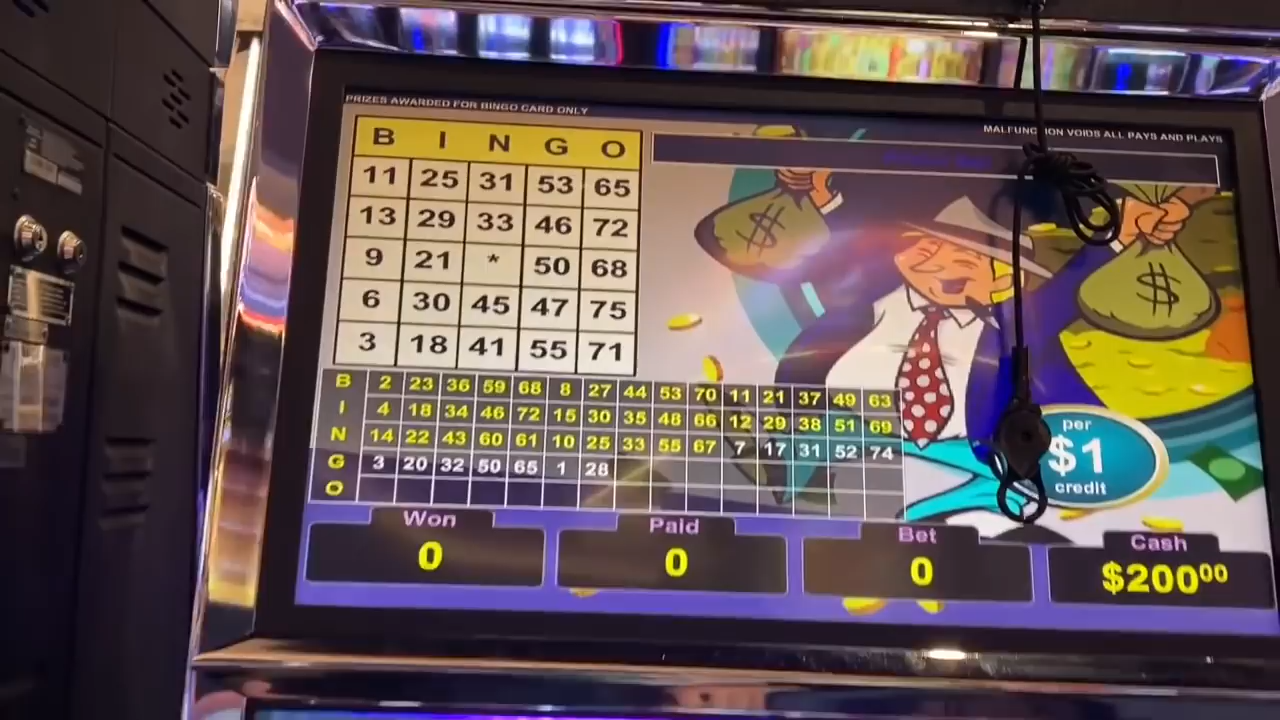 PRIZES AWARDED FOR BINGO CARD ONLY
MALFUNCTION VOIDS ALL PAYS AND PLAYS
B I N G O
11 25 31 53 65
13 29 33 46 72
9 21 * 50 68
6 30 45 47 75
3 18 41 55 71
B 2 23 36 59 68 8 27 44 53 70 11 21 37 49 63
I 4 18 34 46 72 15 30 35 48 66 12 29 38 51 69
N 14 22 43 60 61 10 25 33 55 67 7 17 31 52 74
G 3 20 32 50 65 1 28
O
$
$
per
$1
credit
Won Paid Bet Cash
0 0 0 $20000